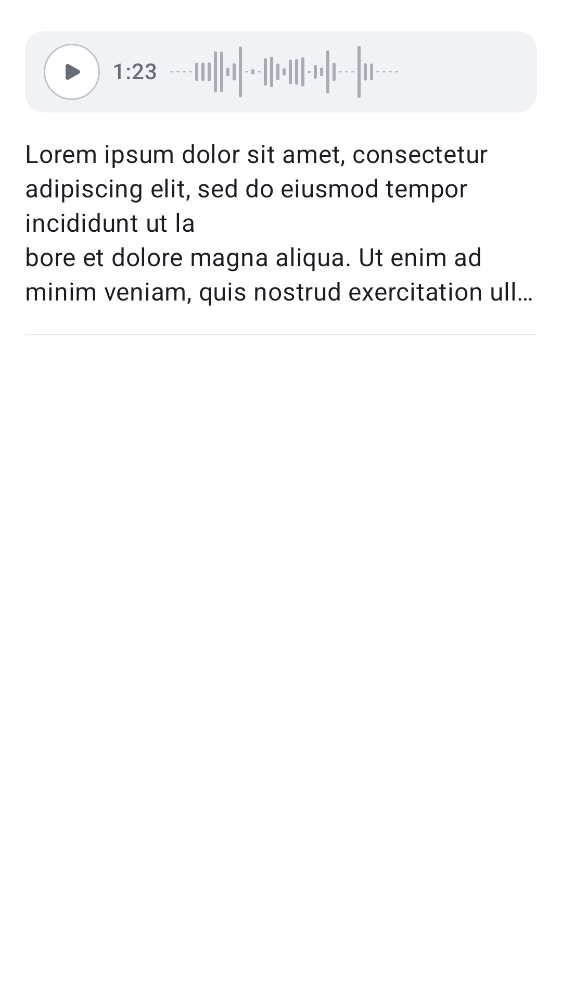 1:23
Lorem ipsum dolor sit amet, consectetur
adipiscing elit, sed do eiusmod tempor
incididunt ut la
bore et dolore magna aliqua. Ut enim ad
minim veniam, quis nostrud exercitation ull…